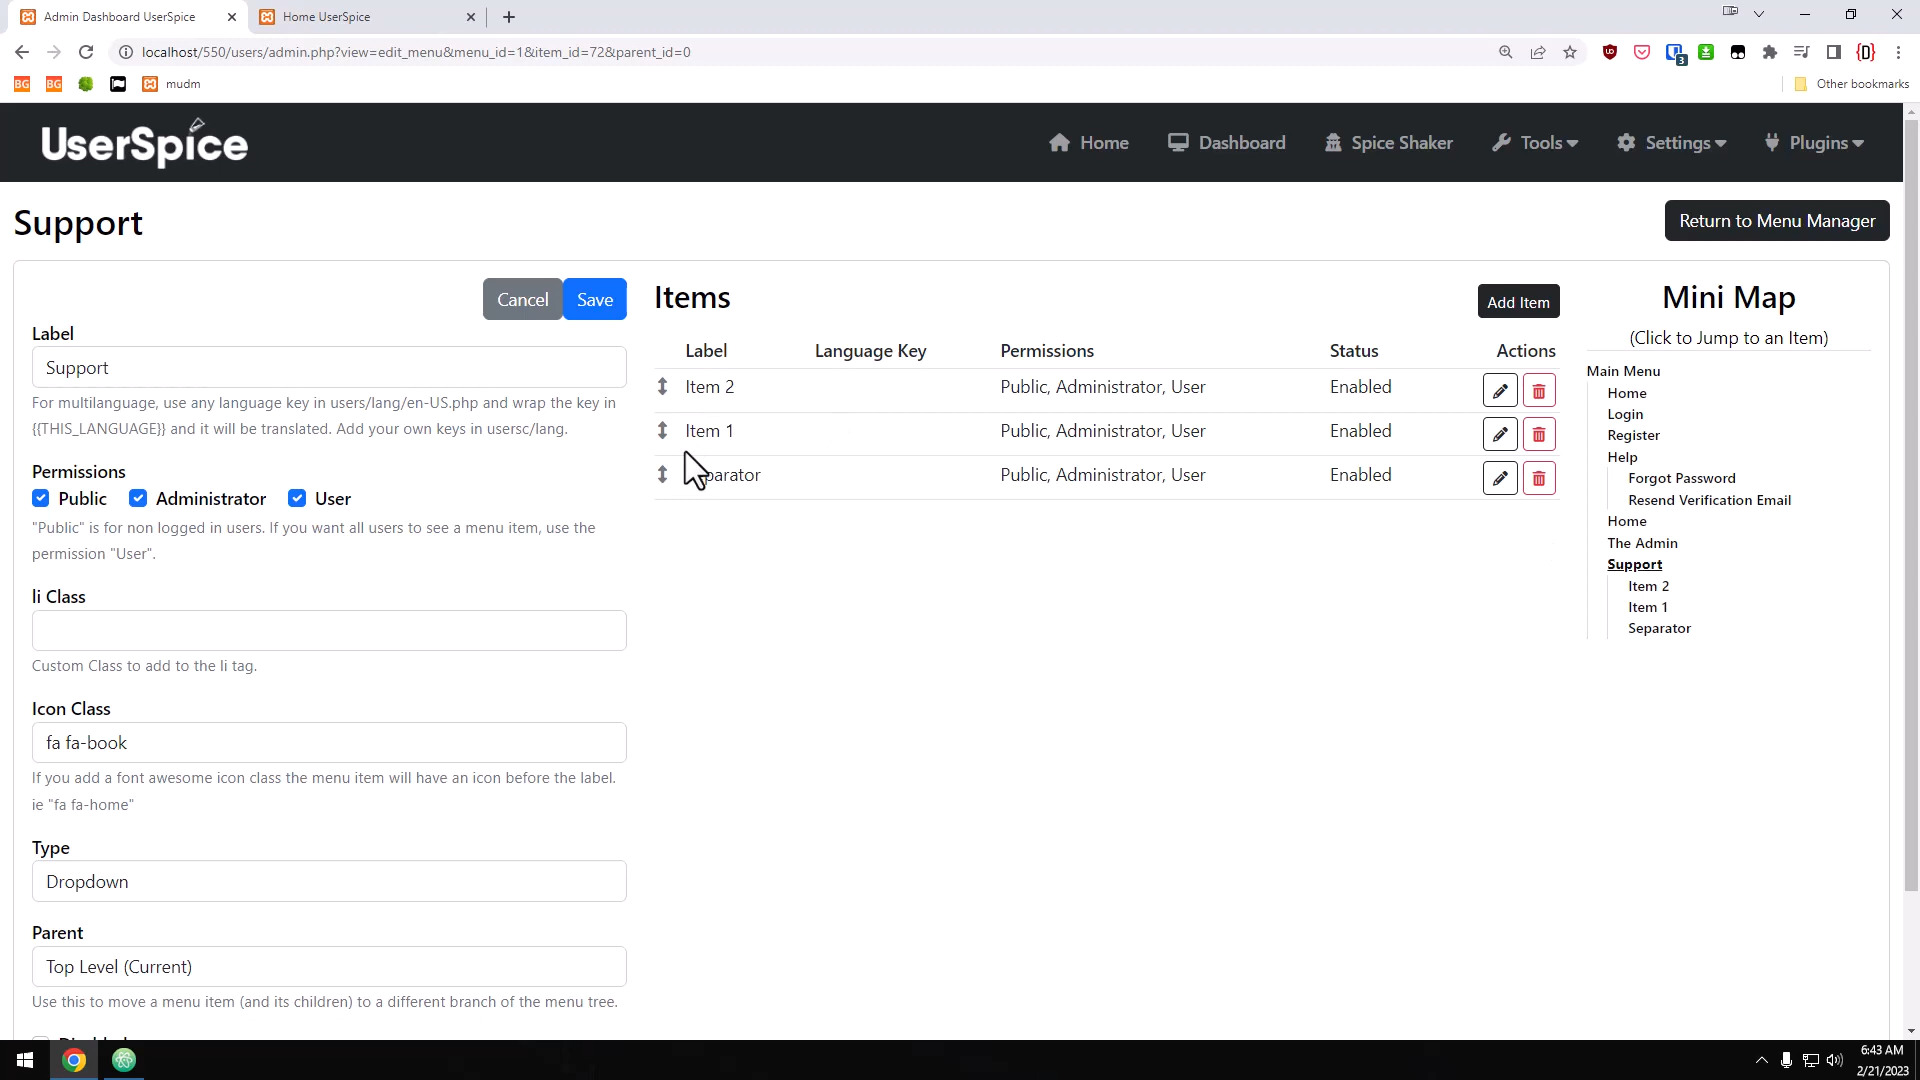 Admin Dashboard UserSpice
Home UserSpice
localhost/550/users/admin.php?view=edit_menu&menu_id=1&item_id=72&parent_id=0
3
{D}
BG
BG
mudm
Other bookmarks
UserSpice
Home
Dashboard
Spice Shaker
Tools
Settings
Plugins
Support
Return to Menu Manager
Cancel
Save
Label
Support
For multilanguage, use any language key in users/lang/en-US.php and wrap the key in
{{THIS_LANGUAGE}} and it will be translated. Add your own keys in usersc/lang.
Permissions
Public
Administrator
User
"Public" is for non logged in users. If you want all users to see a menu item, use the
permission "User".
li Class
Custom Class to add to the li tag.
Icon Class
fa fa-book
If you add a font awesome icon class the menu item will have an icon before the label.
ie "fa fa-home"
Type
Dropdown
Parent
Top Level (Current)
Use this to move a menu item (and its children) to a different branch of the menu tree.
Items
Add Item
Label Language Key Permissions Status Actions
Item 2 Public, Administrator, User Enabled
Item 1 Public, Administrator, User Enabled
parator Public, Administrator, User Enabled
Mini Map
(Click to Jump to an Item)
Main Menu
Home
Login
Register
Help
Forgot Password
Resend Verification Email
Home
The Admin
Support
Item 2
Item 1
Separator
6:43 AM
2/21/2023